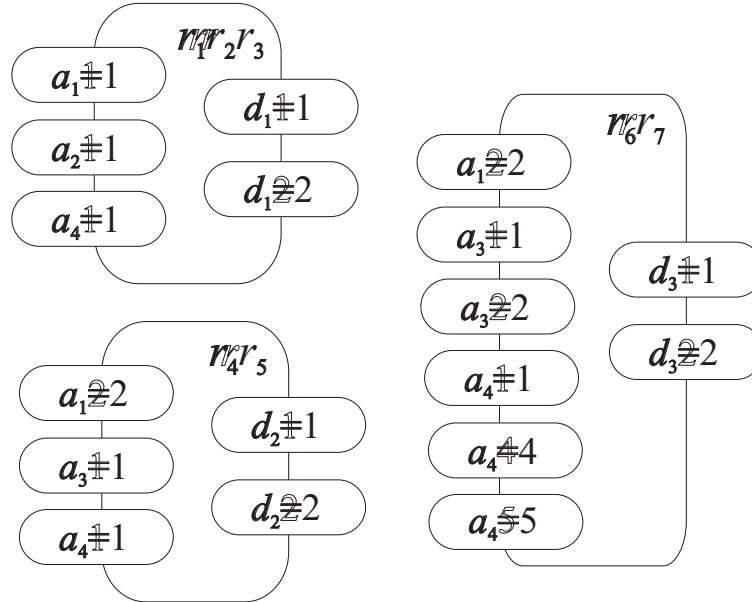 r₁r₂r₃
a₁=1
a₂=1
a₄=1
d₁=1
d₁=2
r₄r₅
a₁=2
a₃=1
a₄=1
d₂=1
d₂=2
r₆r₇
a₁=2
a₃=1
a₃=2
a₄=1
a₄=4
a₄=5
d₃=1
d₃=2